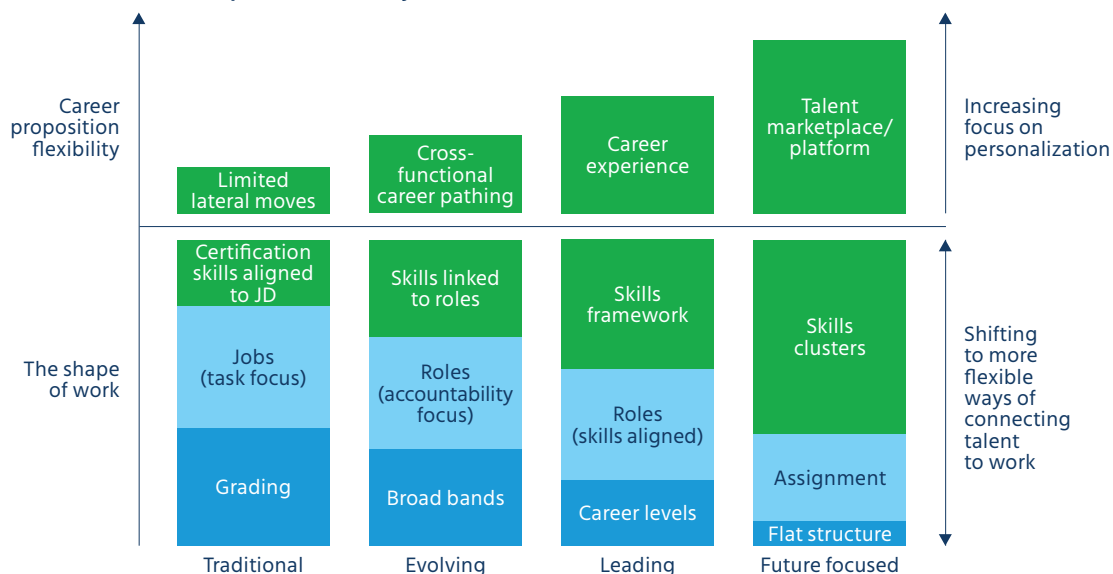 Career
proposition
flexibility
Limited
lateral moves
Cross-
functional
career pathing
Career
experience
Talent
marketplace/
platform
Increasing
focus on
personalization
The shape
of work
Certification
skills aligned
to JD
Jobs
(task focus)
Grading
Skills linked
to roles
Roles
(accountability
focus)
Broad bands
Skills
framework
Roles
(skills aligned)
Career levels
Skills
clusters
Assignment
Flat structure
Shifting
to more
flexible
ways of
connecting
talent
to work
Traditional
Evolving
Leading
Future focused